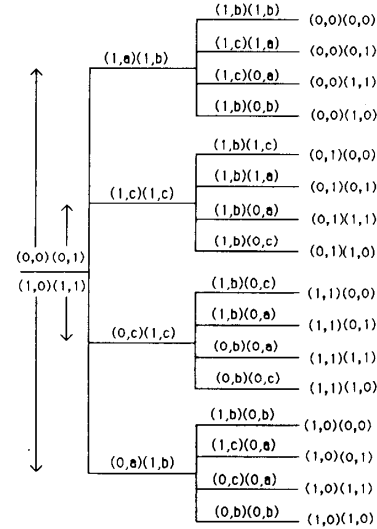 (1,b)(1,b)
(0,0)(0,0)
(1,a)(1,b)
(1,c)(1,a)
(0,0)(0,1)
(1,c)(0,a)
(0,0)(1,1)
(1,b)(0,b)
(0,0)(1,0)
(1,b)(1,c)
(0,1)(0,0)
(1,c)(1,c)
(1,b)(1,a)
(0,1)(0,1)
(1,b)(0,a)
(0,1)(1,1)
(1,b)(0,c)
(0,1)(1,0)
(0,0)(0,1)
(1,0)(1,1)
(1,b)(0,c)
(1,1)(0,0)
(0,c)(1,c)
(1,b)(0,a)
(1,1)(0,1)
(0,b)(0,a)
(1,1)(1,1)
(0,b)(0,c)
(1,1)(1,0)
(1,b)(0,b)
(1,0)(0,0)
(0,a)(1,b)
(1,c)(0,a)
(1,0)(0,1)
(0,c)(0,a)
(1,0)(1,1)
(0,b)(0,b)
(1,0)(1,0)